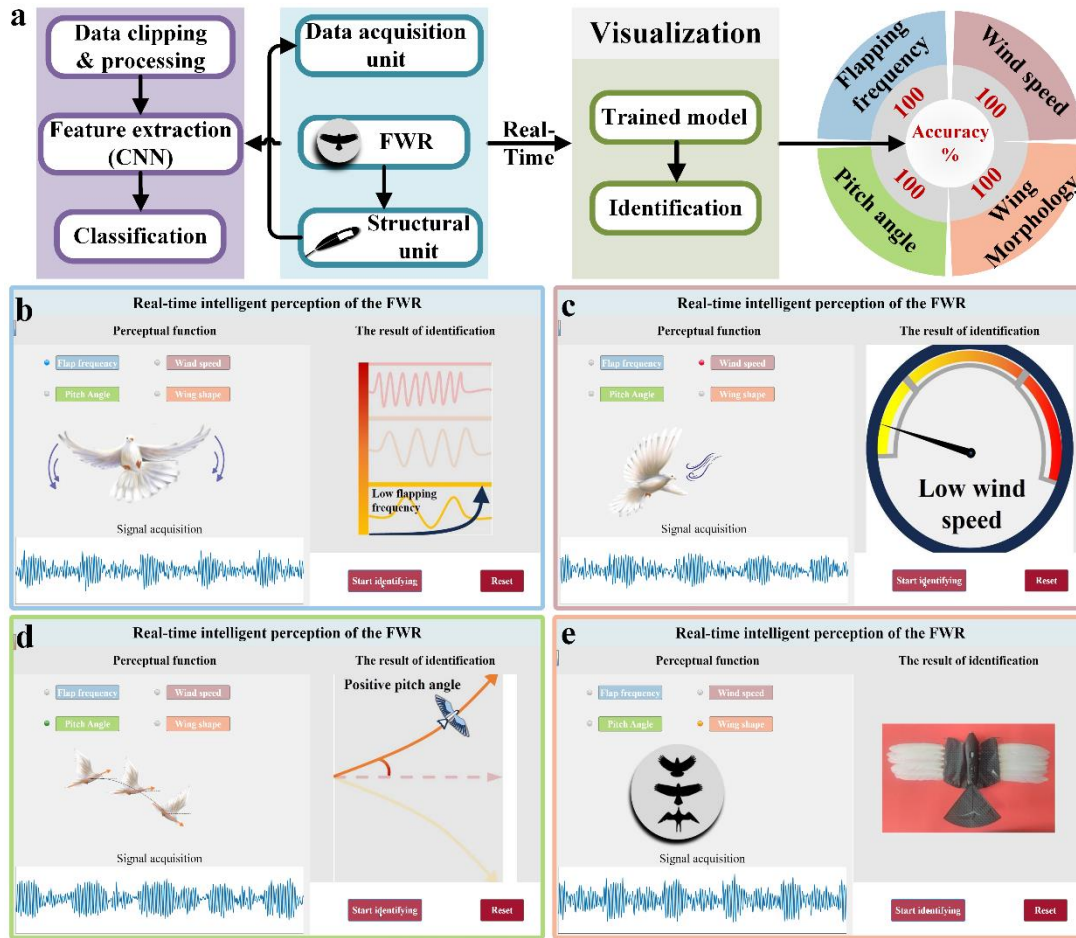 a
Data clipping
& processing
Feature extraction
(CNN)
Classification
Data acquisition
unit
FWR
Structural
unit
Real-
Time
Visualization
Trained model
Identification
Flapping
frequency
Wind speed
Pitch angle
Wing
Morphology
100
100
100
100
Accuracy
%
b
Real-time intelligent perception of the FWR
Perceptual function
The result of identification
Flap frequency
Wind speed
Pitch Angle
Wing shape
Low flapping
frequency
Signal acquisition
Start identifying
Reset
c
Real-time intelligent perception of the FWR
Perceptual function
The result of identification
Flap frequency
Wind speed
Pitch Angle
Wing shape
Low wind
speed
Signal acquisition
Start identifying
Reset
d
Real-time intelligent perception of the FWR
Perceptual function
The result of identification
Flap frequency
Wind speed
Pitch Angle
Wing shape
Positive pitch angle
Signal acquisition
Start identifying
Reset
e
Real-time intelligent perception of the FWR
Perceptual function
The result of identification
Flap frequency
Wind speed
Pitch Angle
Wing shape
Signal acquisition
Start identifying
Reset